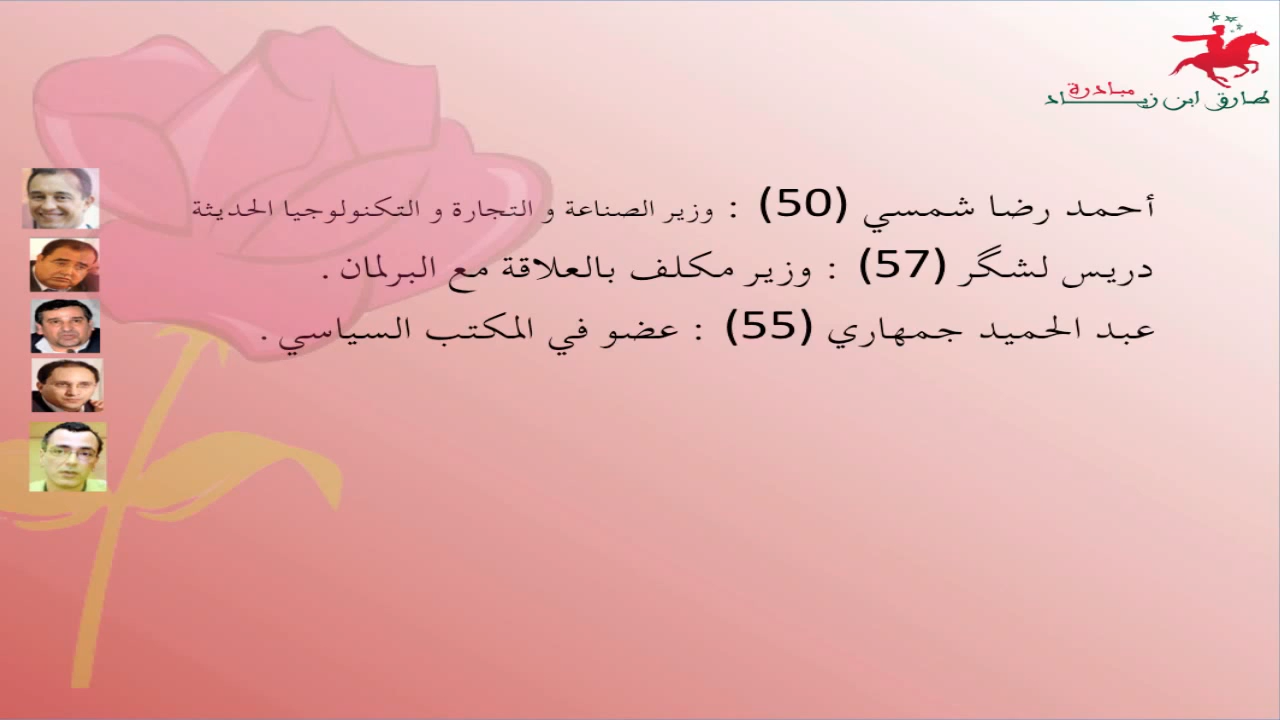 مبادرة
طارق ابن زيــــاد
أحمد رضا شمسي (50) : وزير الصناعة و التجارة و التكنولوجيا الحديثة
دريس لشگر (57) : وزير مكلف بالعلاقة مع البرلمان .
عبد الحميد جمهاري (55) : عضو في المكتب السياسي .